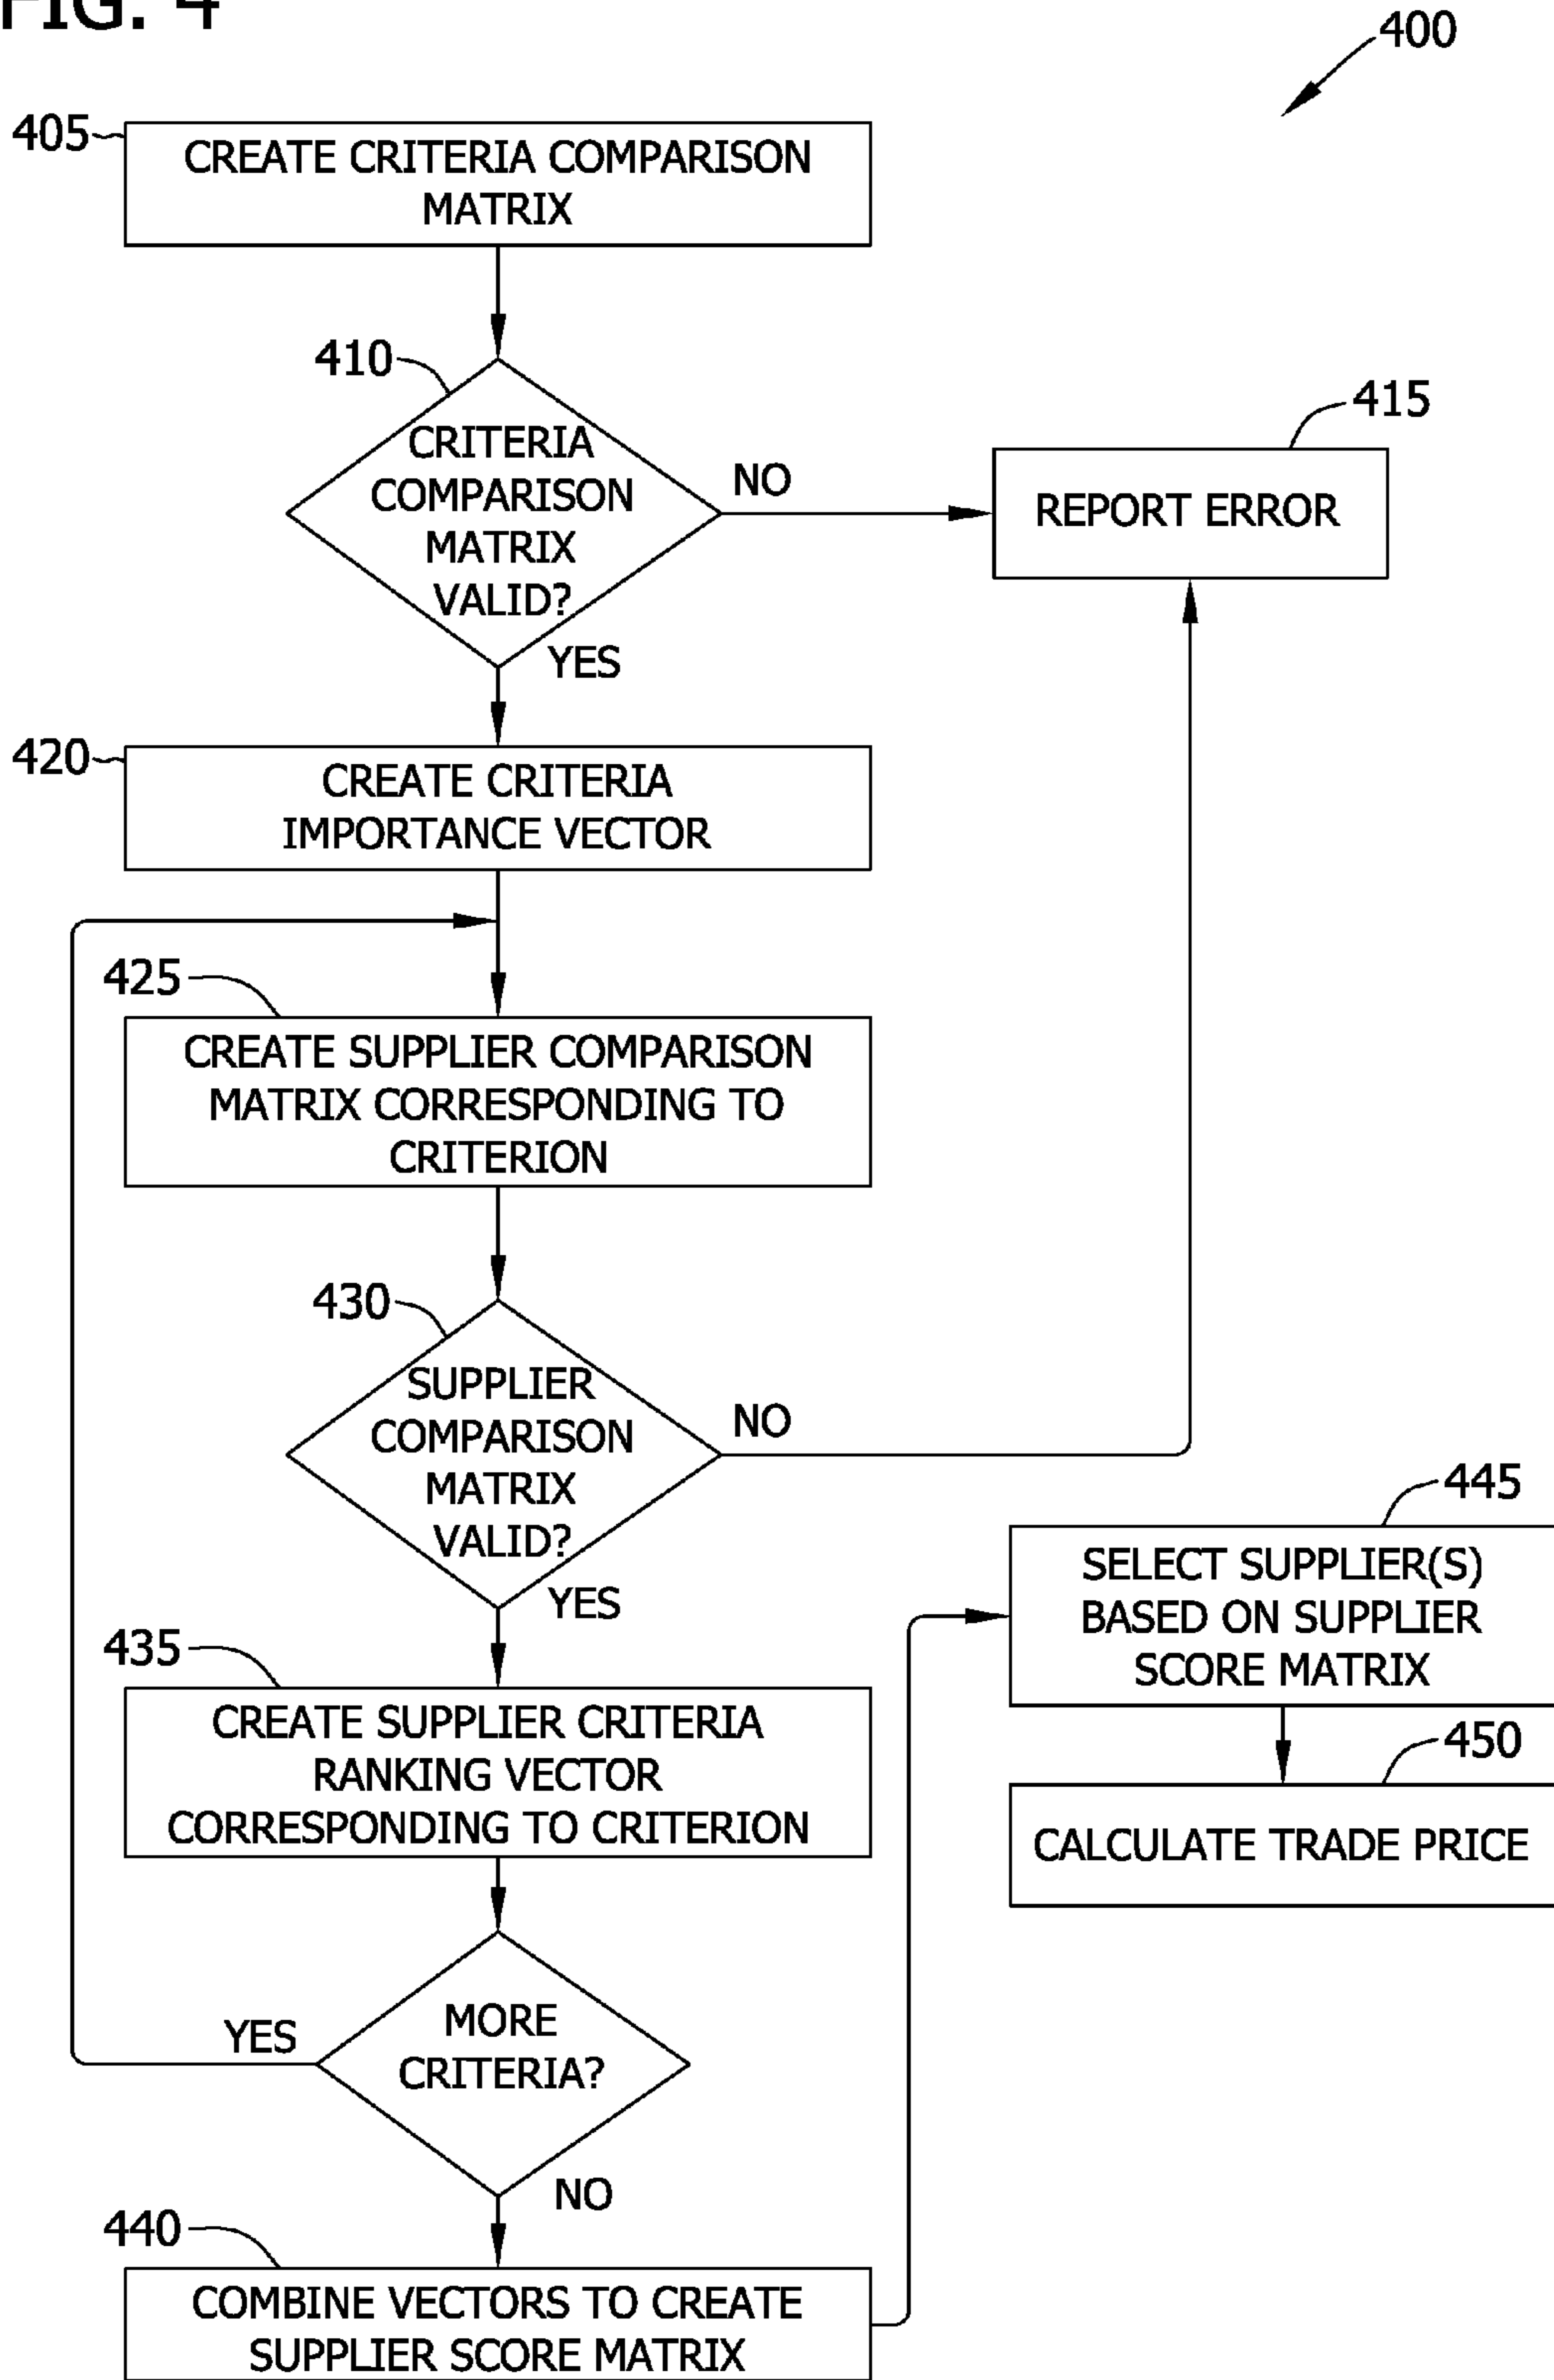 FIG. 4
400
405
CREATE CRITERIA COMPARISON
MATRIX
410
CRITERIA
COMPARISON
MATRIX
VALID?
NO
415
REPORT ERROR
YES
420
CREATE CRITERIA
IMPORTANCE VECTOR
425
CREATE SUPPLIER COMPARISON
MATRIX CORRESPONDING TO
CRITERION
430
SUPPLIER
COMPARISON
MATRIX
VALID?
NO
YES
435
CREATE SUPPLIER CRITERIA
RANKING VECTOR
CORRESPONDING TO CRITERION
MORE
CRITERIA?
YES
NO
440
COMBINE VECTORS TO CREATE
SUPPLIER SCORE MATRIX
445
SELECT SUPPLIER(S)
BASED ON SUPPLIER
SCORE MATRIX
450
CALCULATE TRADE PRICE